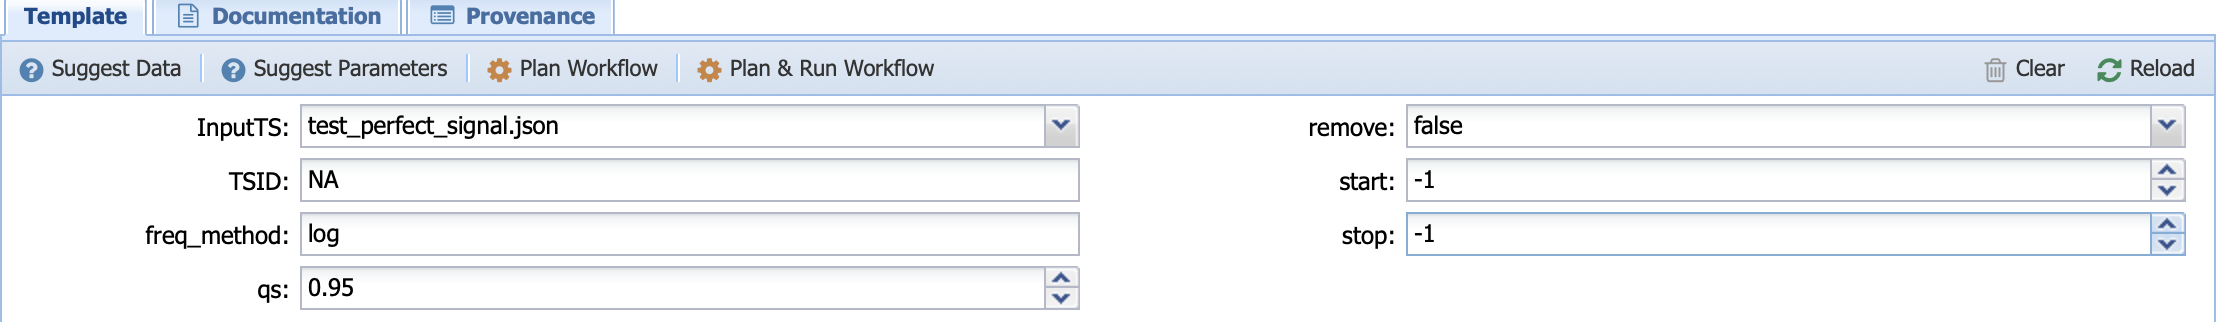 Template Documentation Provenance
Suggest Data Suggest Parameters Plan Workflow Plan & Run Workflow Clear Reload
InputTS: test_perfect_signal.json remove: false
TSID: NA start: -1
freq_method: log stop: -1
qs: 0.95